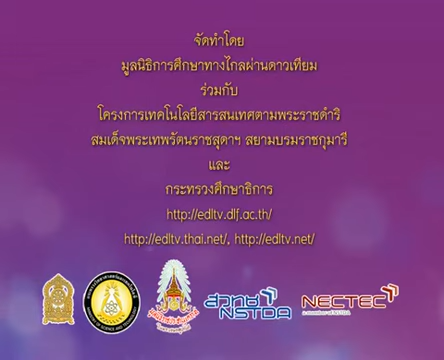 จัดทำโดย
มูลนิธิการศึกษาทางไกลผ่านดาวเทียม
ร่วมกับ
โครงการเทคโนโลยีสารสนเทศตามพระราชดำริ
สมเด็จพระเทพรัตนราชสุดาฯ สยามบรมราชกุมารี
และ
กระทรวงศึกษาธิการ
http://edltv.dlf.ac.th/
http://edltv.thai.net/, http://edltv.net/
สวทช
NSTDA
NECTEC
a member of NSTDA